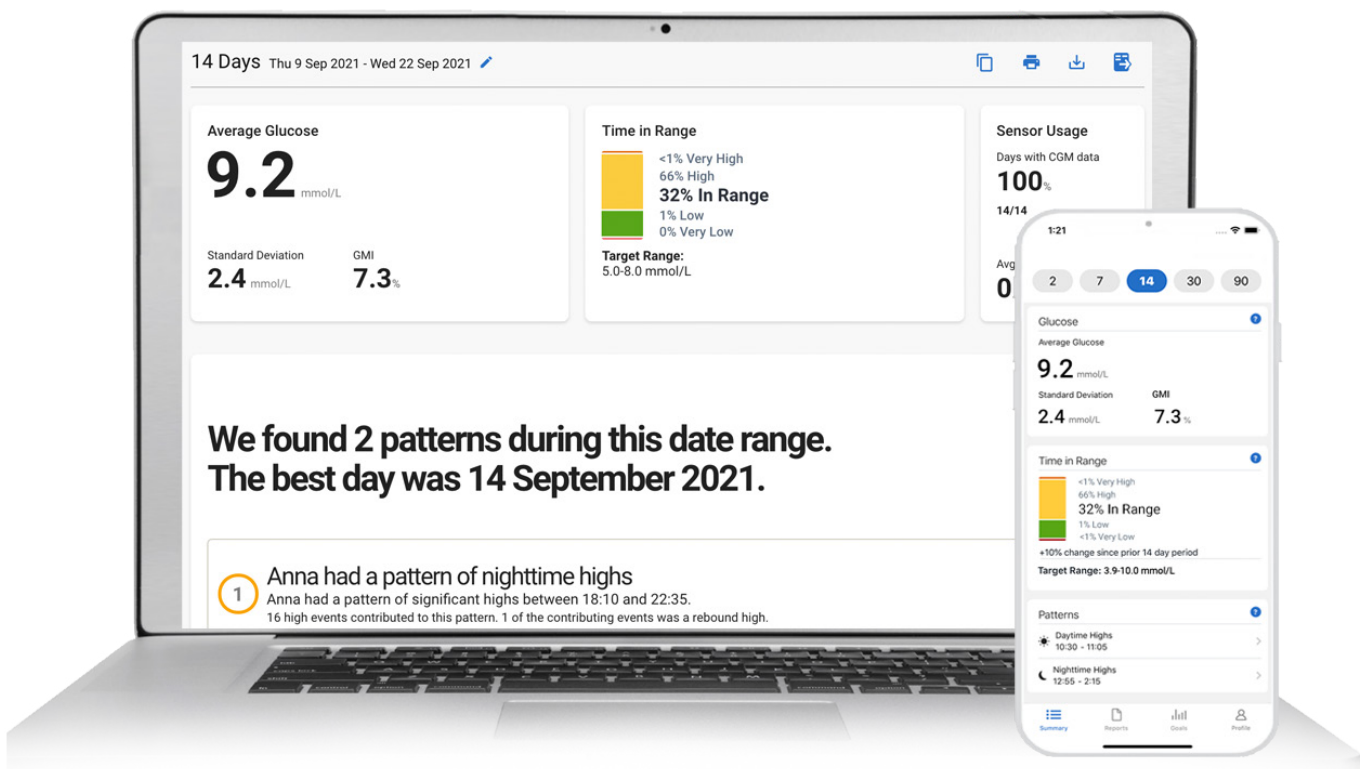 14 Days Thu 9 Sep 2021 - Wed 22 Sep 2021
Average Glucose
9.2 mmol/L
Standard Deviation
2.4 mmol/L
GMI
7.3%
Time in Range
<1% Very High
66% High
32% In Range
1% Low
0% Very Low
Target Range:
5.0-8.0 mmol/L
Sensor Usage
Days with CGM data
100%
14/14
Avg
0
We found 2 patterns during this date range.
The best day was 14 September 2021.
1
Anna had a pattern of nighttime highs
Anna had a pattern of significant highs between 18:10 and 22:35.
16 high events contributed to this pattern. 1 of the contributing events was a rebound high.
control option command
command option
1:21
2 7 14 30 90
Glucose
Average Glucose
9.2 mmol/L
Standard Deviation
2.4 mmol/L
GMI
7.3 %
Time in Range
<1% Very High
66% High
32% In Range
1% Low
<1% Very Low
+10% change since prior 14 day period
Target Range: 3.9-10.0 mmol/L
Patterns
Daytime Highs
10:30 - 11:05
Nighttime Highs
12:55 - 2:15
Summary Reports Goals Profile